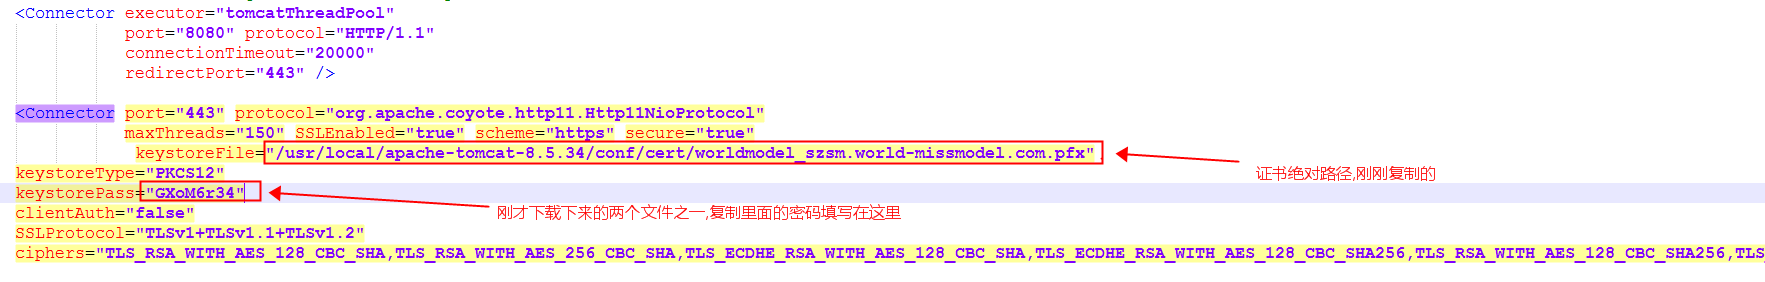 <Connector executor="tomcatThreadPool"
port="8080" protocol="HTTP/1.1"
connectionTimeout="20000"
redirectPort="443" />
<Connector port="443" protocol="org.apache.coyote.http11.Http11NioProtocol"
maxThreads="150" SSLEnabled="true" scheme="https" secure="true"
keystoreFile="/usr/local/apache-tomcat-8.5.34/conf/cert/worldmodel_szsm.world-missmodel.com.pfx"
证书绝对路径,刚刚复制的
keystoreType="PKCS12"
keystorePass="GXoM6r34"
刚才下载下来的两个文件之一,复制里面的密码填写在这里
clientAuth="false"
SSLProtocol="TLSv1+TLSv1.1+TLSv1.2"
ciphers="TLS_RSA_WITH_AES_128_CBC_SHA,TLS_RSA_WITH_AES_256_CBC_SHA,TLS_ECDHE_RSA_WITH_AES_128_CBC_SHA,TLS_ECDHE_RSA_WITH_AES_128_CBC_SHA256,TLS_RSA_WITH_AES_128_CBC_SHA256,TLS_